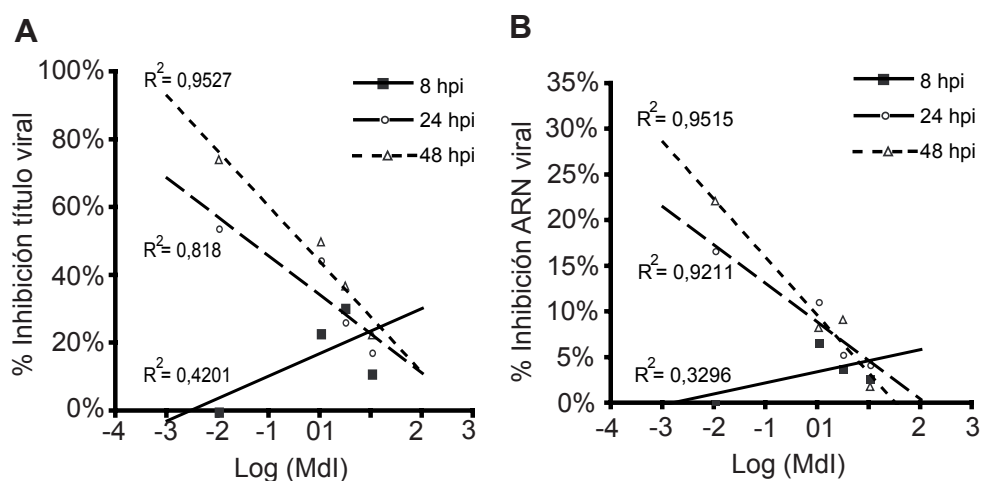 A
% Inhibición título viral
100%
80%
60%
40%
20%
0%
R2= 0,9527
R2= 0,818
R2= 0,4201
8 hpi
24 hpi
48 hpi
-4 -3 -2 -1 01 2 3
Log (MdI)
B
% Inhibición ARN viral
35%
30%
25%
20%
15%
10%
5%
0%
R2= 0,9515
R2= 0,9211
R2= 0,3296
8 hpi
24 hpi
48 hpi
-4 -3 -2 -1 01 2 3
Log (MdI)